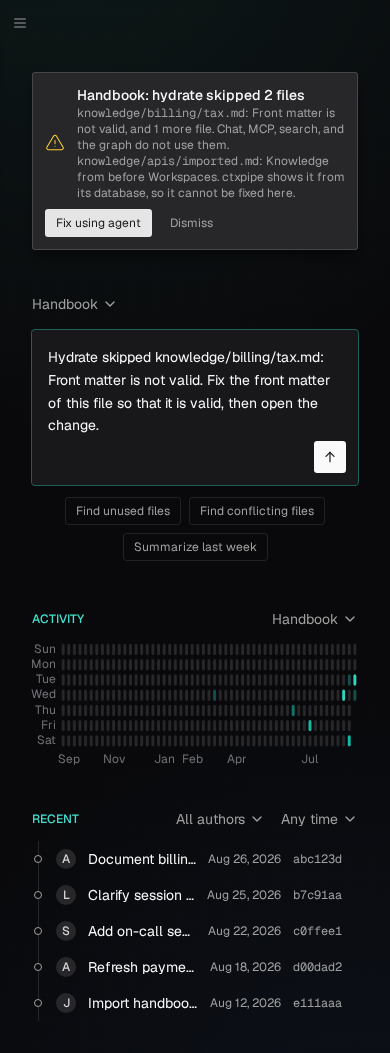 Handbook: hydrate skipped 2 files
knowledge/billing/tax.md: Front matter is
not valid, and 1 more file. Chat, MCP, search, and
the graph do not use them.
knowledge/apis/imported.md: Knowledge
from before Workspaces. ctxpipe shows it from
its database, so it cannot be fixed here.
Fix using agent Dismiss
Handbook
Hydrate skipped knowledge/billing/tax.md:
Front matter is not valid. Fix the front matter
of this file so that it is valid, then open the
change.
Find unused files Find conflicting files
Summarize last week
ACTIVITY Handbook
Sun
Mon
Tue
Wed
Thu
Fri
Sat
Sep Nov Jan Feb Apr Jul
RECENT All authors Any time
A Document billin... Aug 26, 2026 abc123d
L Clarify session ... Aug 25, 2026 b7c91aa
S Add on-call se... Aug 22, 2026 c0ffee1
A Refresh payme... Aug 18, 2026 d00dad2
J Import handboo... Aug 12, 2026 e111aaa